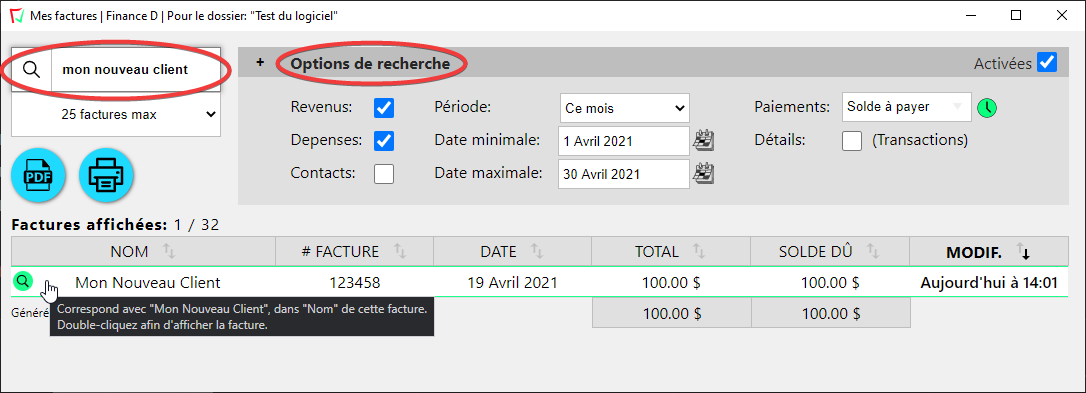 Mes factures | Finance D | Pour le dossier: "Test du logiciel"
mon nouveau client
25 factures max
+ Options de recherche
Activées
Revenus:
Période:
Ce mois
Paiements:
Solde à payer
Depenses:
Date minimale:
1 Avril 2021
Détails:
(Transactions)
Contacts:
Date maximale:
30 Avril 2021
PDF
Factures affichées: 1 / 32
NOM # FACTURE DATE TOTAL SOLDE DÛ MODIF.
Mon Nouveau Client 123458 19 Avril 2021 100.00 $ 100.00 $ Aujourd'hui à 14:01
Généré
100.00 $ 100.00 $
Correspond avec "Mon Nouveau Client", dans "Nom" de cette facture.
Double-cliquez afin d'afficher la facture.